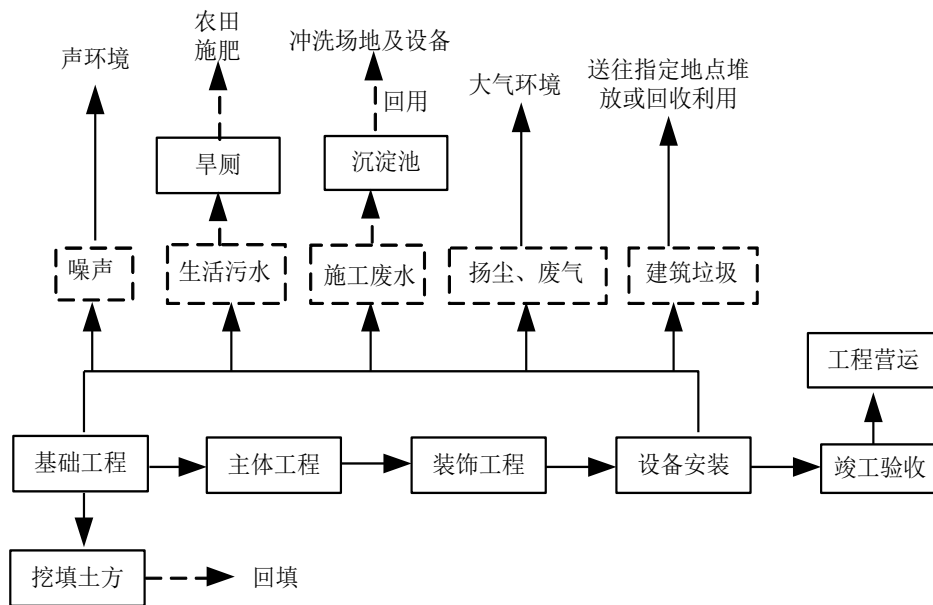 农田
施肥
冲洗场地及设备
声环境
大气环境
送往指定地点堆
放或回收利用
回用
旱厕
沉淀池
噪声
生活污水
施工废水
扬尘、废气
建筑垃圾
工程营运
基础工程
主体工程
装饰工程
设备安装
竣工验收
挖填土方
回填